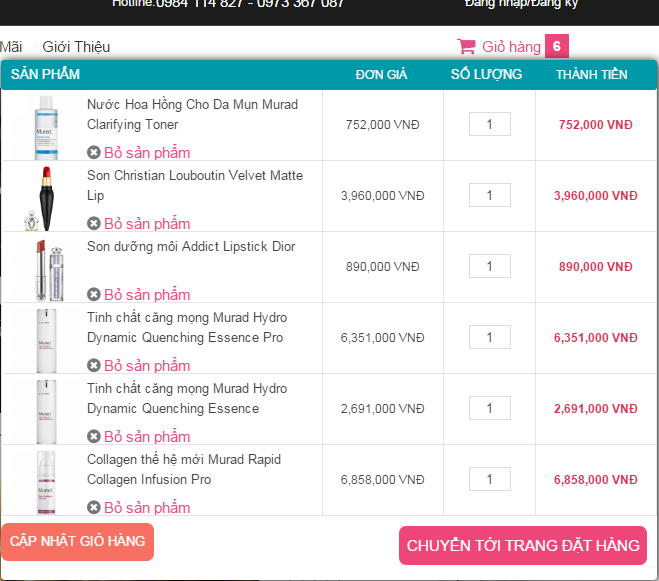 Hotline:0984 114 827 - 0973 367 087
Đăng nhập/Đăng ký
Mãi Giới Thiệu
Giỏ hàng 6
SẢN PHẨM ĐƠN GIÁ SỐ LƯỢNG THÀNH TIỀN
Nước Hoa Hồng Cho Da Mụn Murad
Clarifying Toner
752,000 VNĐ 1 752,000 VNĐ
Bỏ sản phẩm
Son Christian Louboutin Velvet Matte
Lip
3,960,000 VNĐ 1 3,960,000 VNĐ
Bỏ sản phẩm
Son dưỡng môi Addict Lipstick Dior
890,000 VNĐ 1 890,000 VNĐ
Bỏ sản phẩm
Tinh chất căng mọng Murad Hydro
Dynamic Quenching Essence Pro
6,351,000 VNĐ 1 6,351,000 VNĐ
Bỏ sản phẩm
Tinh chất căng mọng Murad Hydro
Dynamic Quenching Essence
2,691,000 VNĐ 1 2,691,000 VNĐ
Bỏ sản phẩm
Collagen thế hệ mới Murad Rapid
Collagen Infusion Pro
6,858,000 VNĐ 1 6,858,000 VNĐ
Bỏ sản phẩm
CẬP NHẬT GIỎ HÀNG
CHUYỂN TỚI TRANG ĐẶT HÀNG